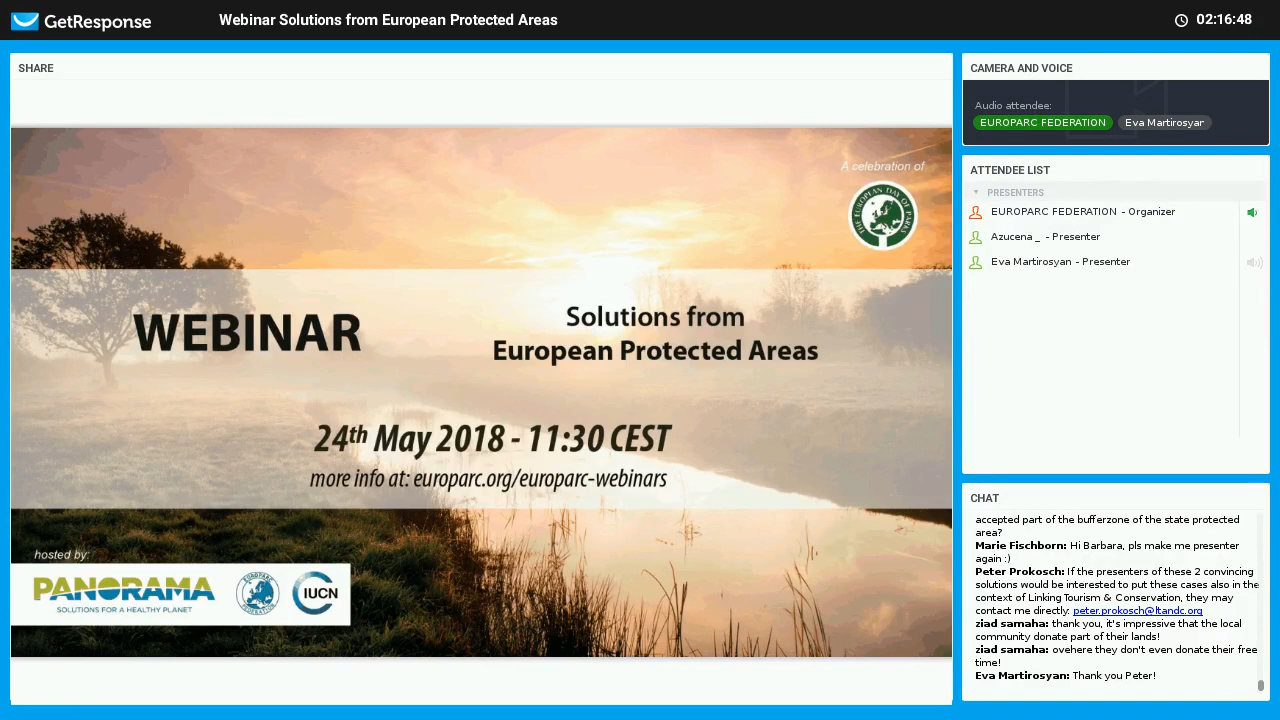 GetResponse
Webinar Solutions from European Protected Areas
02:16:48
SHARE
A celebration of
THE EUROPEAN DAY OF PARKS
WEBINAR
Solutions from
European Protected Areas
24th May 2018 - 11:30 CEST
more info at: europarc.org/europarc-webinars
hosted by:
PANORAMA
SOLUTIONS FOR A HEALTHY PLANET
EUROPARC
FEDERATION
IUCN
CAMERA AND VOICE
Audio attendee:
EUROPARC FEDERATION
Eva Martirosyan
ATTENDEE LIST
PRESENTERS
EUROPARC FEDERATION - Organizer
Azucena _ - Presenter
Eva Martirosyan - Presenter
CHAT
accepted part of the bufferzone of the state protected
area?
Marie Fischborn: Hi Barbara, pls make me presenter
again :)
Peter Prokosch: If the presenters of these 2 convincing
solutions would be interested to put these cases also in the
context of Linking Tourism & Conservation, they may
contact me directly: peter.prokosch@ltandc.org
ziad samaha: thank you, it's impressive that the local
community donate part of their lands!
ziad samaha: ovehere they don't even donate their free
time!
Eva Martirosyan: Thank you Peter!